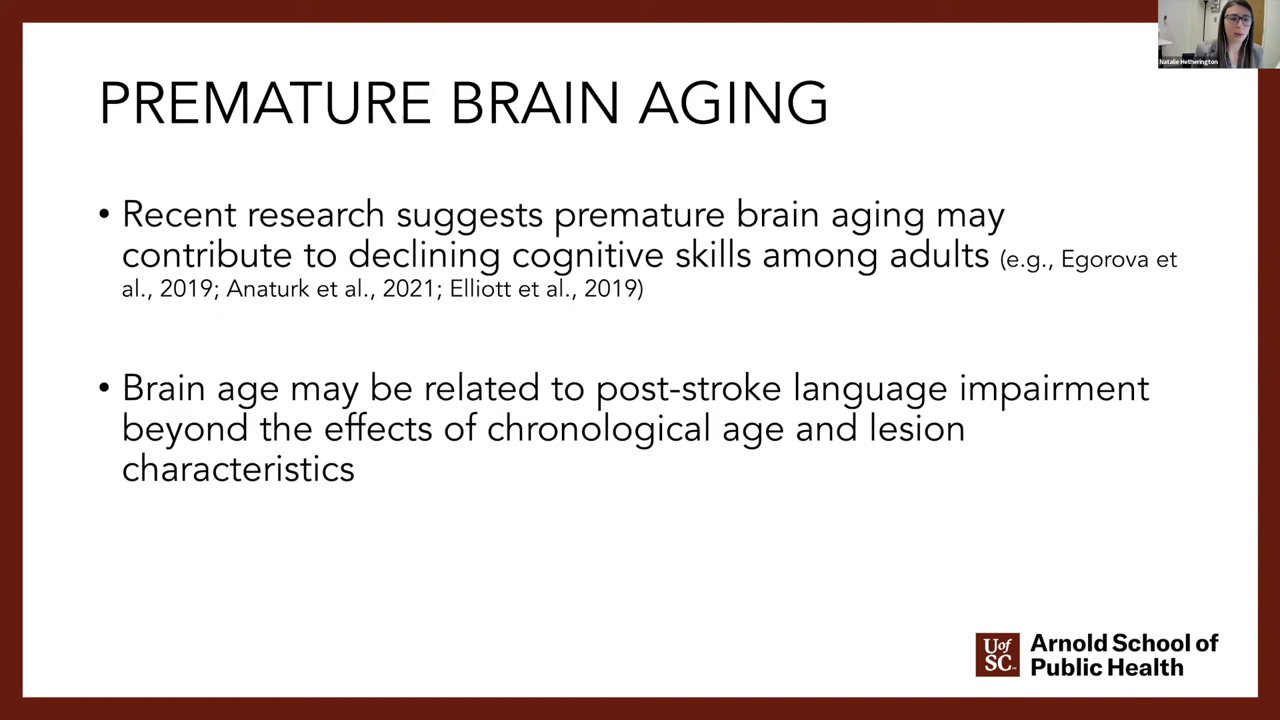 Natalie Hetherington
PREMATURE BRAIN AGING
• Recent research suggests premature brain aging may
contribute to declining cognitive skills among adults (e.g., Egorova et
al., 2019; Anaturk et al., 2021; Elliott et al., 2019)
• Brain age may be related to post-stroke language impairment
beyond the effects of chronological age and lesion
characteristics
UofSC
Arnold School of
Public Health